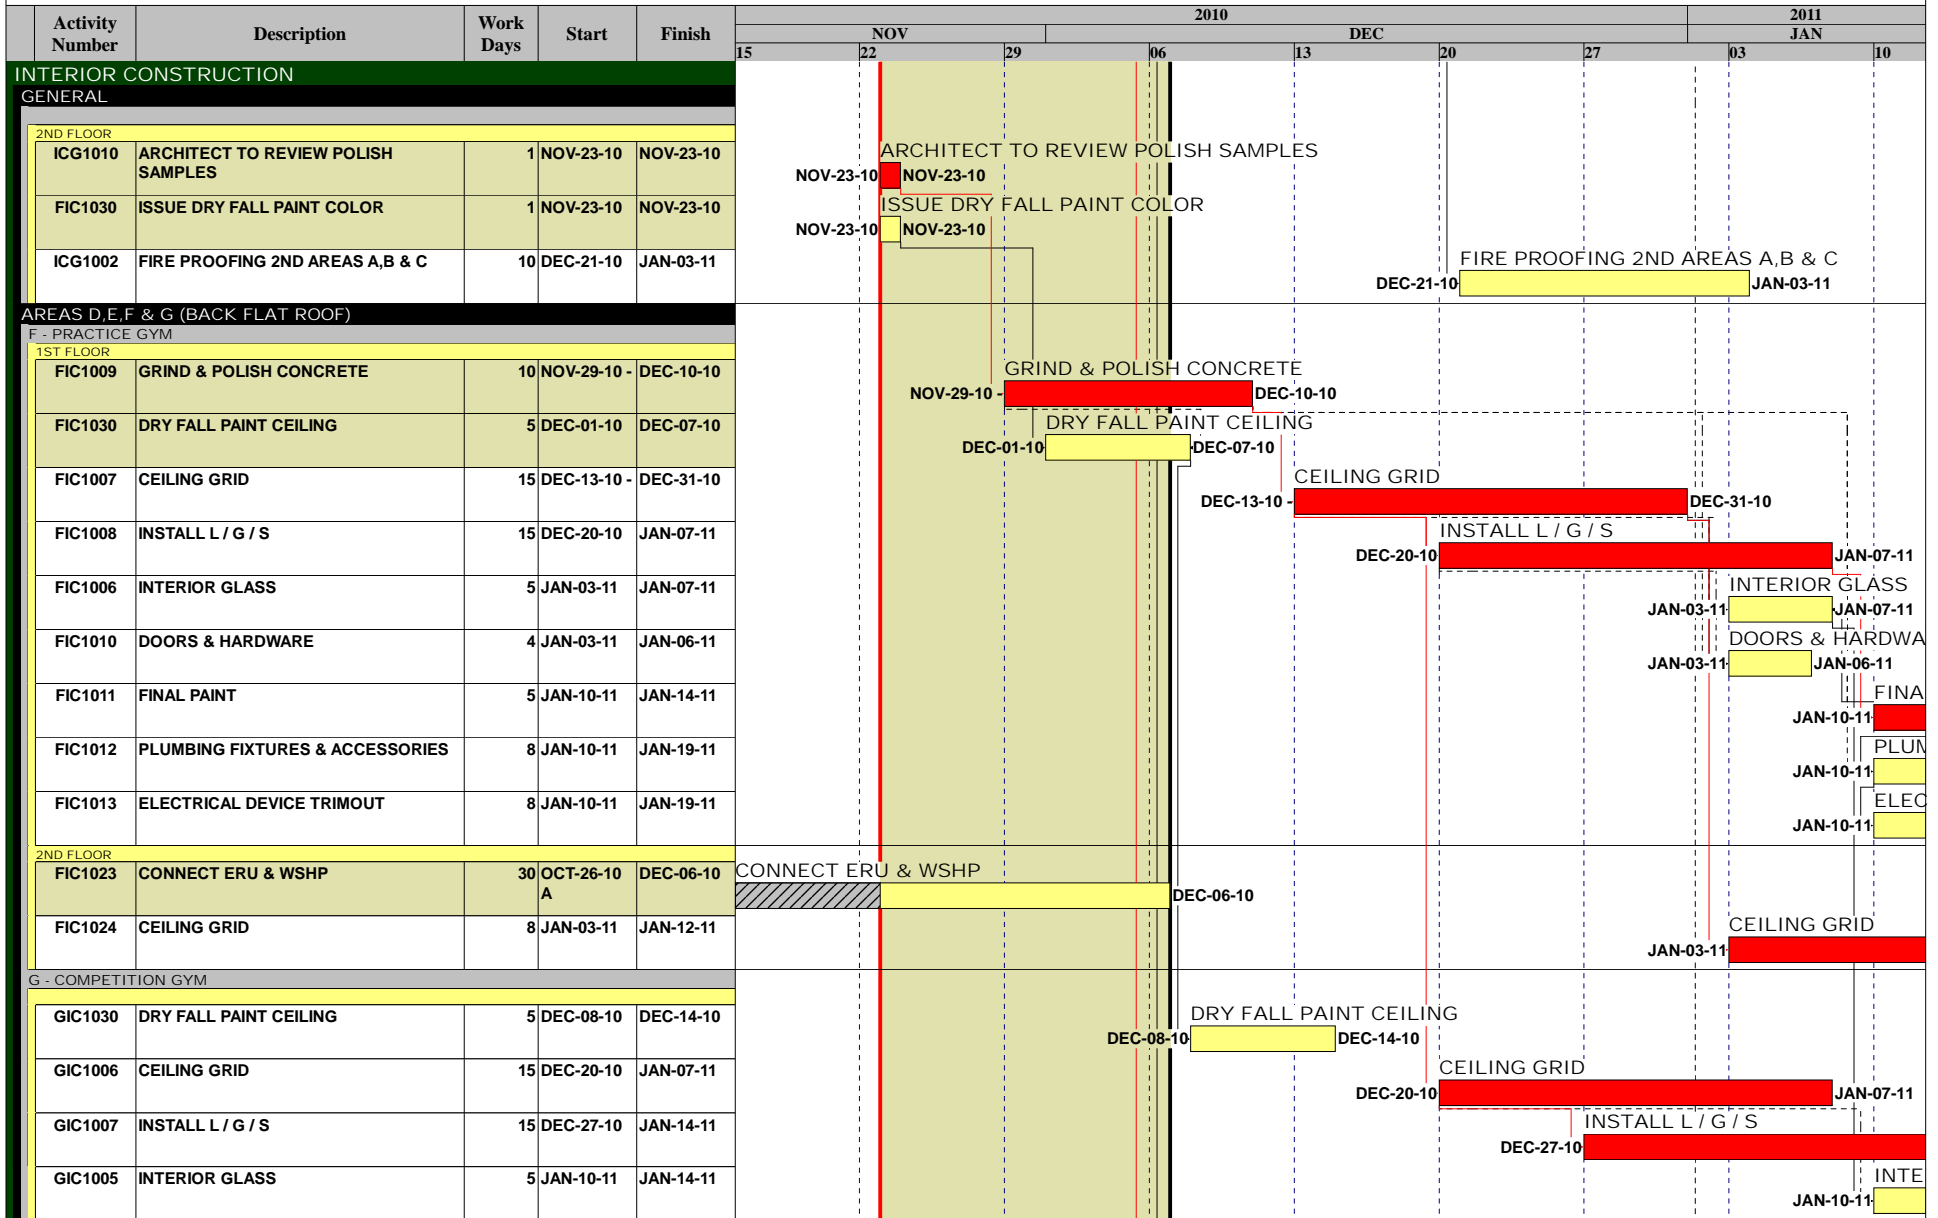 Activity Number Description Work Days Start Finish
2010 2011
NOV DEC JAN
15 22 29 06 13 20 27 03 10
INTERIOR CONSTRUCTION
GENERAL
2ND FLOOR
ICG1010 ARCHITECT TO REVIEW POLISH SAMPLES 1 NOV-23-10 NOV-23-10
ARCHITECT TO REVIEW POLISH SAMPLES
NOV-23-10 NOV-23-10
FIC1030 ISSUE DRY FALL PAINT COLOR 1 NOV-23-10 NOV-23-10
ISSUE DRY FALL PAINT COLOR
NOV-23-10 NOV-23-10
ICG1002 FIRE PROOFING 2ND AREAS A,B & C 10 DEC-21-10 JAN-03-11
FIRE PROOFING 2ND AREAS A,B & C
DEC-21-10 JAN-03-11
AREAS D,E,F & G (BACK FLAT ROOF)
F - PRACTICE GYM
1ST FLOOR
FIC1009 GRIND & POLISH CONCRETE 10 NOV-29-10 - DEC-10-10
GRIND & POLISH CONCRETE
NOV-29-10 - DEC-10-10
FIC1030 DRY FALL PAINT CEILING 5 DEC-01-10 DEC-07-10
DRY FALL PAINT CEILING
DEC-01-10 DEC-07-10
FIC1007 CEILING GRID 15 DEC-13-10 - DEC-31-10
CEILING GRID
DEC-13-10 - DEC-31-10
FIC1008 INSTALL L / G / S 15 DEC-20-10 JAN-07-11
INSTALL L / G / S
DEC-20-10 JAN-07-11
FIC1006 INTERIOR GLASS 5 JAN-03-11 JAN-07-11
INTERIOR GLASS
JAN-03-11 JAN-07-11
FIC1010 DOORS & HARDWARE 4 JAN-03-11 JAN-06-11
DOORS & HARDWA
JAN-03-11 JAN-06-11
FIC1011 FINAL PAINT 5 JAN-10-11 JAN-14-11
FINA
JAN-10-11
FIC1012 PLUMBING FIXTURES & ACCESSORIES 8 JAN-10-11 JAN-19-11
PLUM
JAN-10-11
FIC1013 ELECTRICAL DEVICE TRIMOUT 8 JAN-10-11 JAN-19-11
ELEC
JAN-10-11
2ND FLOOR
FIC1023 CONNECT ERU & WSHP 30 OCT-26-10 A DEC-06-10
CONNECT ERU & WSHP
DEC-06-10
FIC1024 CEILING GRID 8 JAN-03-11 JAN-12-11
CEILING GRID
JAN-03-11
G - COMPETITION GYM
GIC1030 DRY FALL PAINT CEILING 5 DEC-08-10 DEC-14-10
DRY FALL PAINT CEILING
DEC-08-10 DEC-14-10
GIC1006 CEILING GRID 15 DEC-20-10 JAN-07-11
CEILING GRID
DEC-20-10 JAN-07-11
GIC1007 INSTALL L / G / S 15 DEC-27-10 JAN-14-11
INSTALL L / G / S
DEC-27-10
GIC1005 INTERIOR GLASS 5 JAN-10-11 JAN-14-11
INTE
JAN-10-11